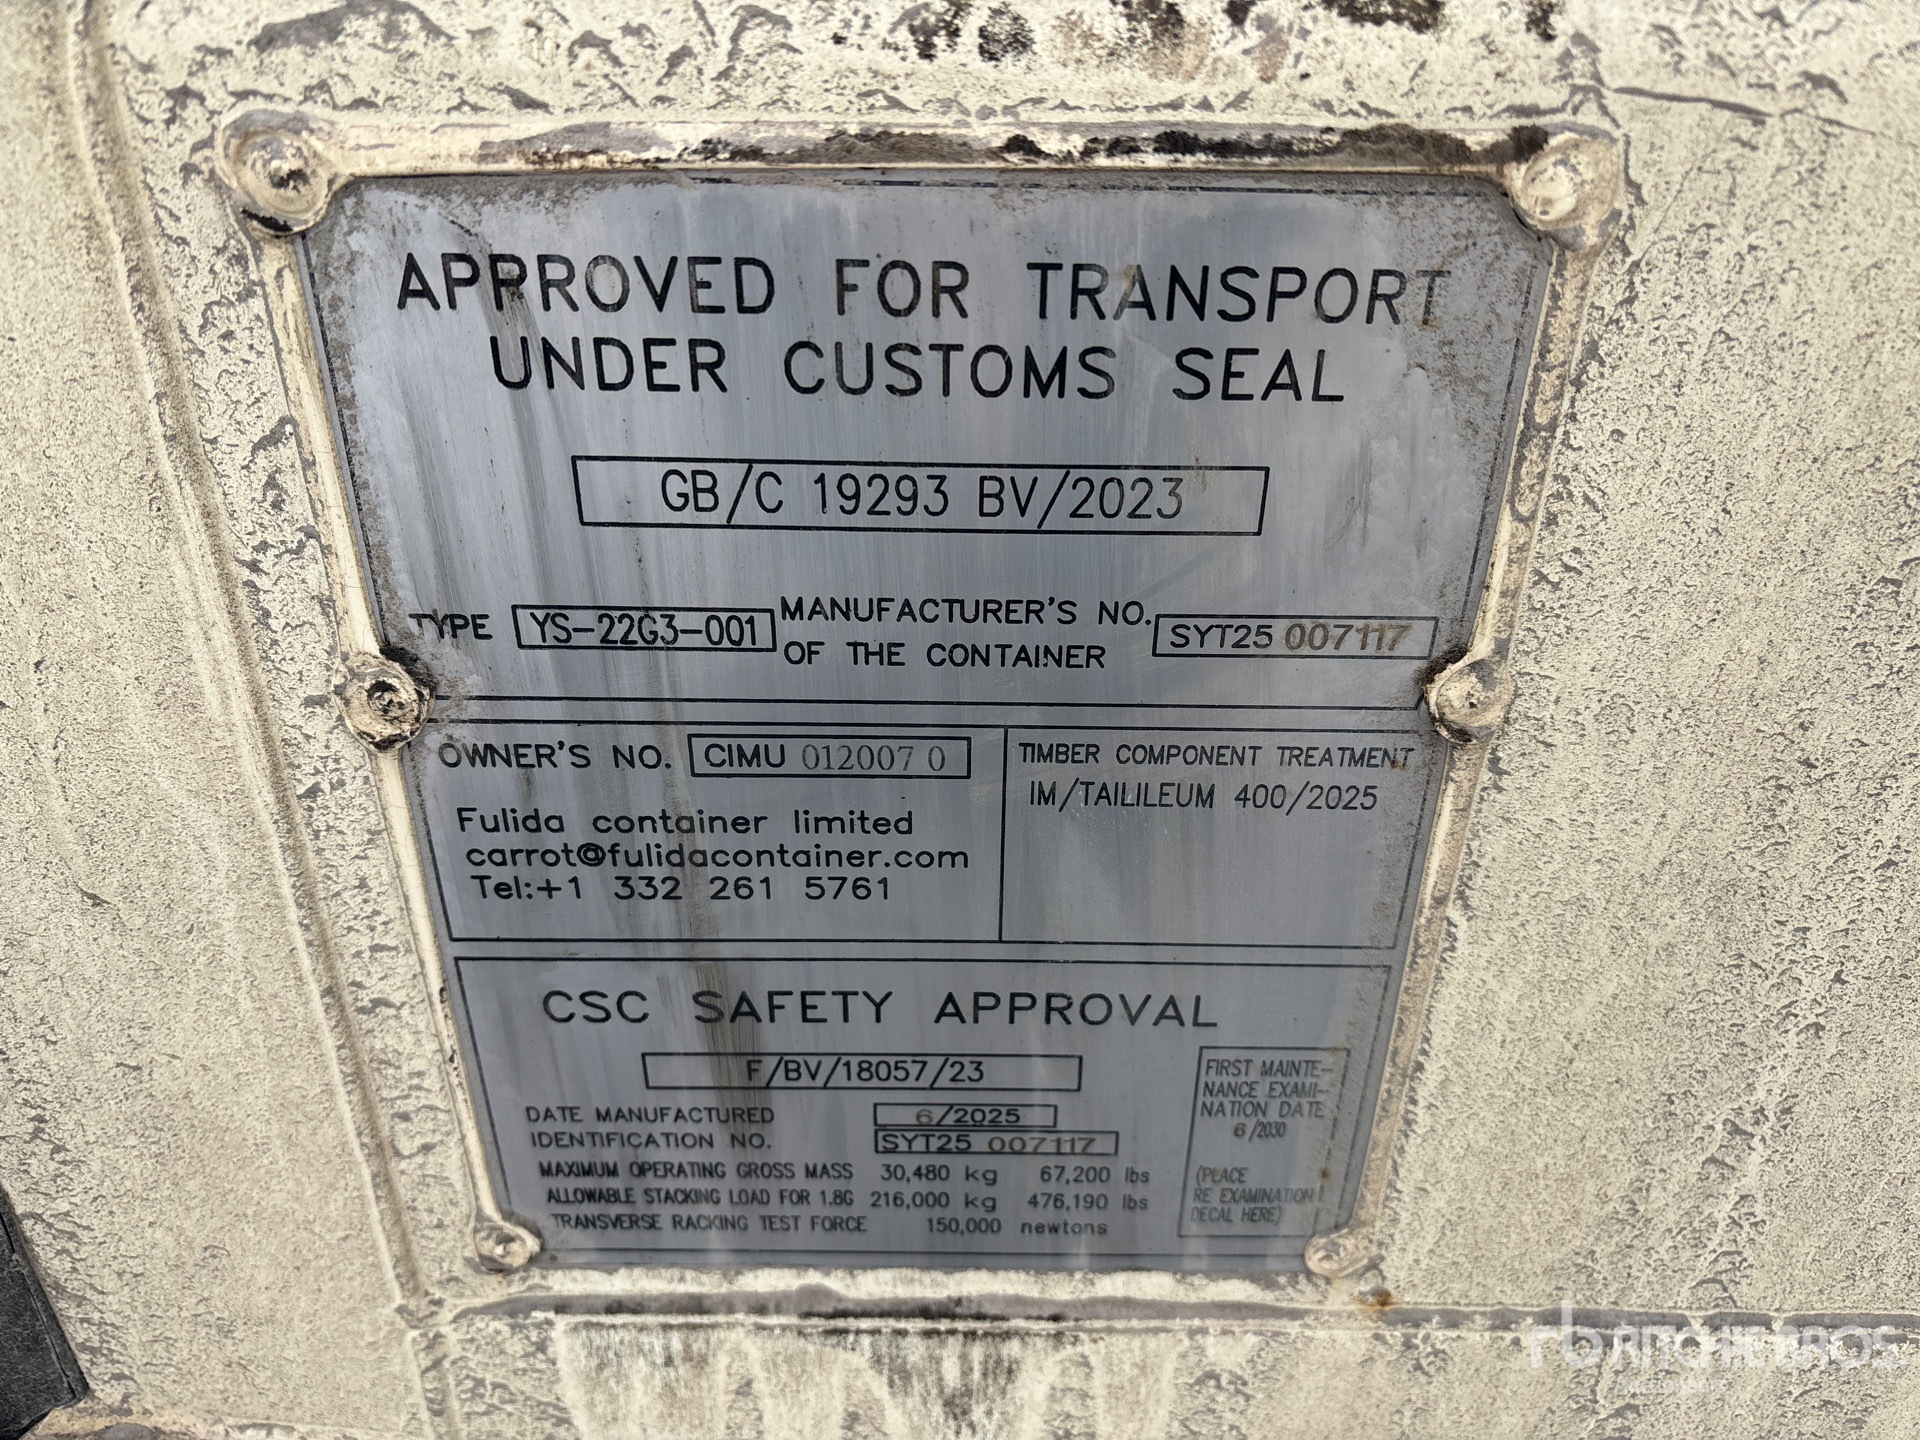 APPROVED FOR TRANSPORT
UNDER CUSTOMS SEAL
GB/C 19293 BV/2023
TYPE YS-22G3-001
MANUFACTURER'S NO.
OF THE CONTAINER
SYT25 007117
OWNER'S NO. CIMU 012007 0
Fulida container limited
carrot@fulidacontainer.com
Tel:+1 332 261 5761
TIMBER COMPONENT TREATMENT
IM/TAILILEUM 400/2025
CSC SAFETY APPROVAL
F/BV/18057/23
DATE MANUFACTURED 6/2025
IDENTIFICATION NO. SYT25 007117
MAXIMUM OPERATING GROSS MASS 30,480 kg 67,200 lbs
ALLOWABLE STACKING LOAD FOR 1.8G 216,000 kg 476,190 lbs
TRANSVERSE RACKING TEST FORCE 150,000 newtons
FIRST MAINTE-
NANCE EXAMI-
NATION DATE
6/2030
(PLACE
RE EXAMINATION
DECAL HERE)
rb RITCHIE BROS